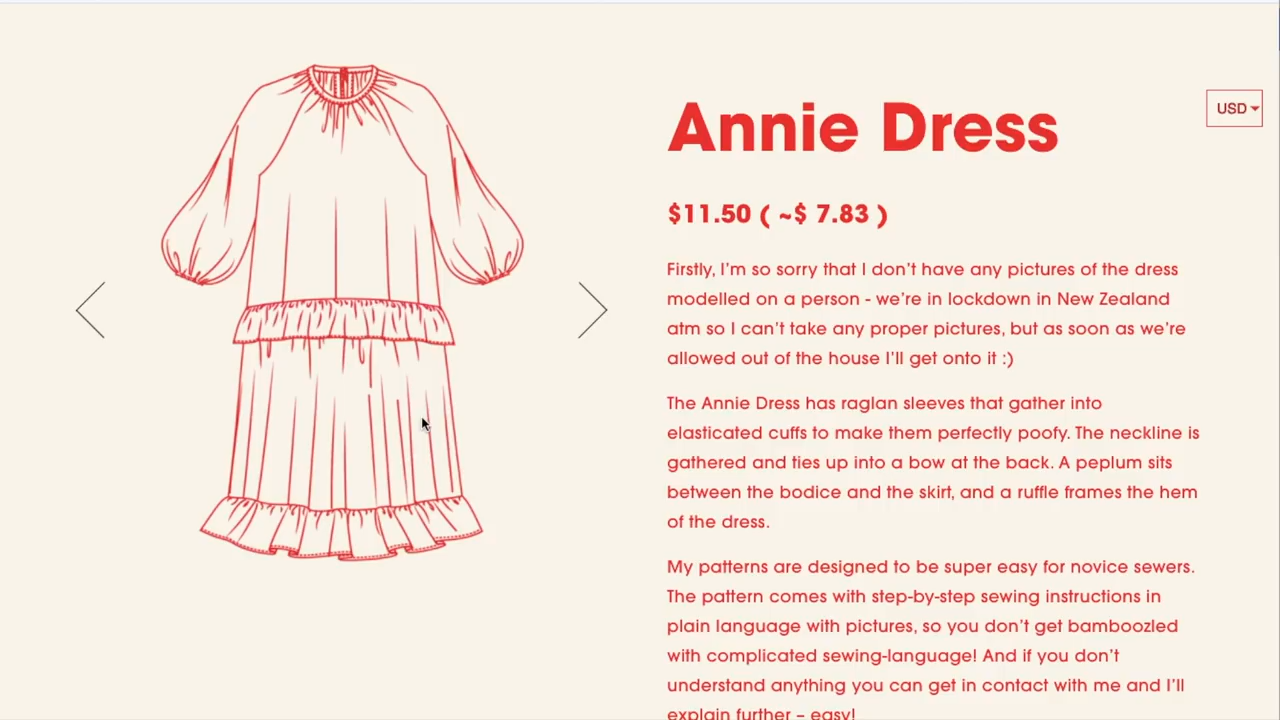 Annie Dress
USD
$11.50 ( ~$ 7.83 )
Firstly, I'm so sorry that I don't have any pictures of the dress
modelled on a person - we're in lockdown in New Zealand
atm so I can't take any proper pictures, but as soon as we're
allowed out of the house I'll get onto it :)
The Annie Dress has raglan sleeves that gather into
elasticated cuffs to make them perfectly poofy. The neckline is
gathered and ties up into a bow at the back. A peplum sits
between the bodice and the skirt, and a ruffle frames the hem
of the dress.
My patterns are designed to be super easy for novice sewers.
The pattern comes with step-by-step sewing instructions in
plain language with pictures, so you don't get bamboozled
with complicated sewing-language! And if you don't
understand anything you can get in contact with me and I'll
explain further – easy!